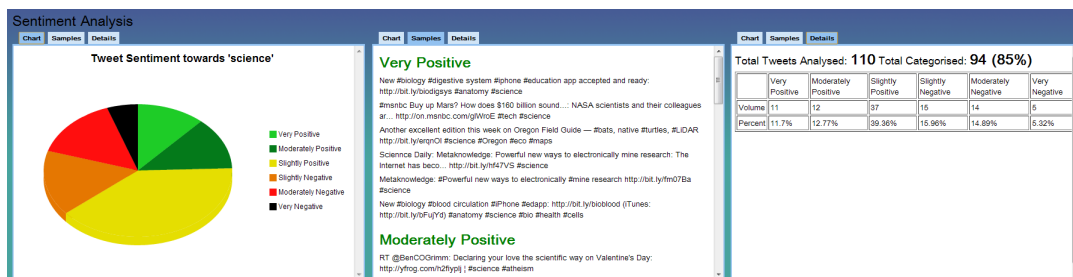 Sentiment Analysis
Chart Samples Details
Tweet Sentiment towards 'science'
Very Positive
Moderately Positive
Slightly Positive
Slightly Negative
Moderately Negative
Very Negative
Chart Samples Details
Very Positive
New #biology #digestive system #iphone #education app accepted and ready:
http://bit.ly/biodigsys #anatomy #science
#msnbc Buy up Mars? How does $160 billion sound...: NASA scientists and their colleagues
ar... http://on.msnbc.com/glWroE #tech #science
Another excellent edition this week on Oregon Field Guide — #bats, native #turtles, #LiDAR
http://bit.ly/erqnOl #science #Oregon #eco #maps
Sciennce Daily: Metaknowledge: Powerful new ways to electronically mine research: The
Internet has beco... http://bit.ly/hf47VS #science
Metaknowledge: #Powerful new ways to electronically #mine research http://bit.ly/fm07Ba
#science
New #biology #blood circulation #iPhone #edapp: http://bit.ly/bioblood (iTunes:
http://bit.ly/bFujYd) #anatomy #science #bio #health #cells
Moderately Positive
RT @BenCOGrimm: Declaring your love the scientific way on Valentine's Day:
http://yfrog.com/h2fiyplj ¦ #science #atheism
Chart Samples Details
Total Tweets Analysed: 110 Total Categorised: 94 (85%)
Very Positive Moderately Positive Slightly Positive Slightly Negative Moderately Negative Very Negative
Volume 11 12 37 15 14 5
Percent 11.7% 12.77% 39.36% 15.96% 14.89% 5.32%